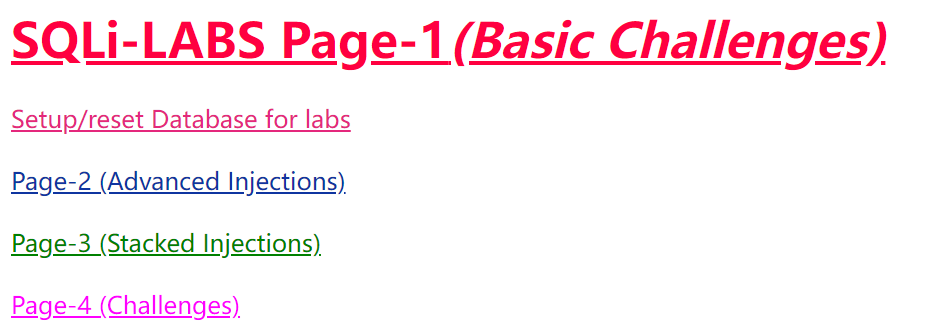 SQLi-LABS Page-1(Basic Challenges)
Setup/reset Database for labs
Page-2 (Advanced Injections)
Page-3 (Stacked Injections)
Page-4 (Challenges)